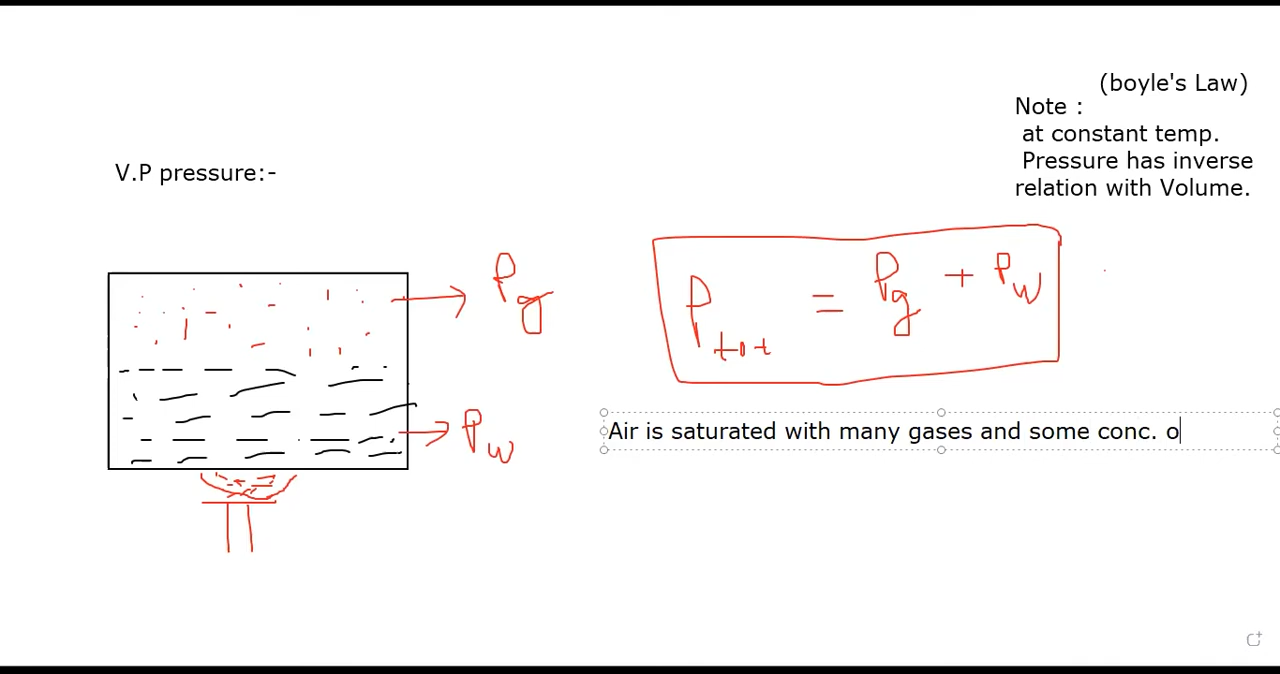 (boyle's Law)
Note :
at constant temp.
Pressure has inverse
relation with Volume.
V.P pressure:-
Pg
Ptot = Pg + Pw
Pw
Air is saturated with many gases and some conc. o